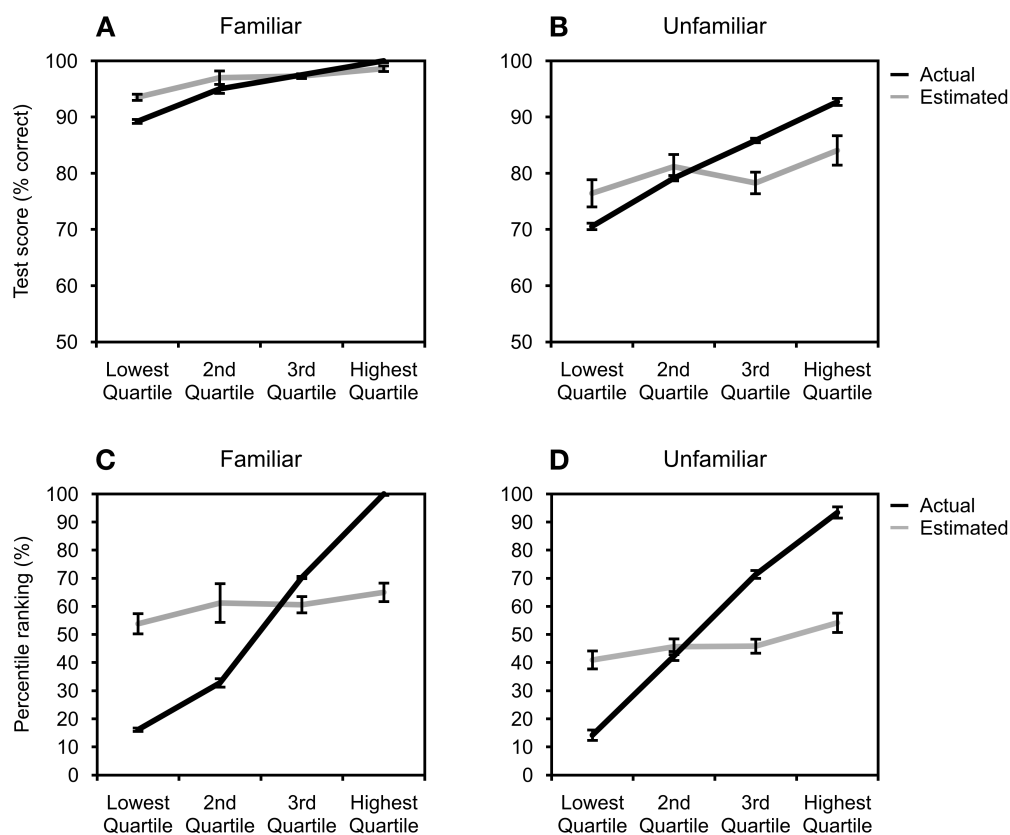 A Familiar
B Unfamiliar
Test score (% correct)
100
90
80
70
60
50
Lowest Quartile
2nd Quartile
3rd Quartile
Highest Quartile
100
90
80
70
60
50
Lowest Quartile
2nd Quartile
3rd Quartile
Highest Quartile
Actual
Estimated
C Familiar
D Unfamiliar
Percentile ranking (%)
100
90
80
70
60
50
40
30
20
10
0
Lowest Quartile
2nd Quartile
3rd Quartile
Highest Quartile
100
90
80
70
60
50
40
30
20
10
0
Lowest Quartile
2nd Quartile
3rd Quartile
Highest Quartile
Actual
Estimated